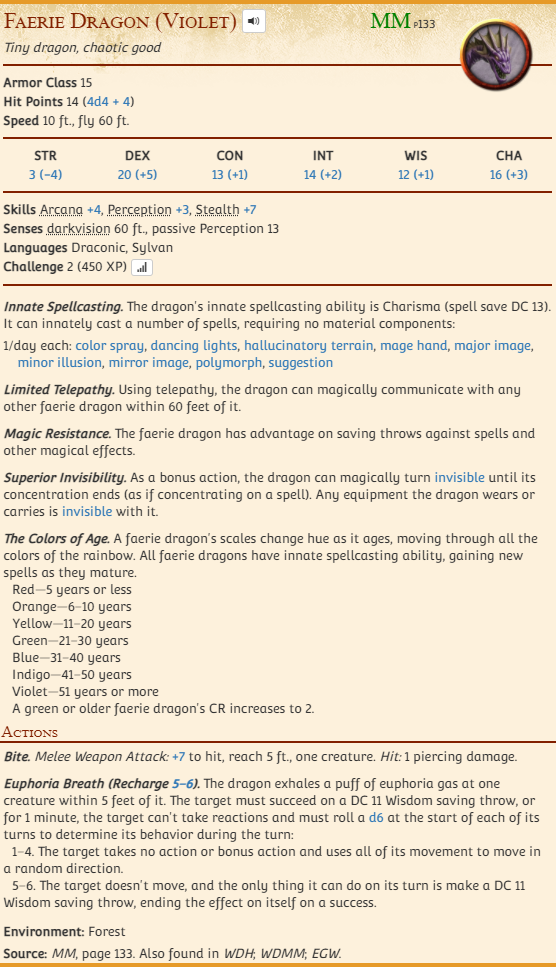 Faerie Dragon (Violet) MM p133
Tiny dragon, chaotic good
Armor Class 15
Hit Points 14 (4d4 + 4)
Speed 10 ft., fly 60 ft.
STR DEX CON INT WIS CHA
3 (−4) 20 (+5) 13 (+1) 14 (+2) 12 (+1) 16 (+3)
Skills Arcana +4, Perception +3, Stealth +7
Senses darkvision 60 ft., passive Perception 13
Languages Draconic, Sylvan
Challenge 2 (450 XP)
Innate Spellcasting. The dragon's innate spellcasting ability is Charisma (spell save DC 13).
It can innately cast a number of spells, requiring no material components:
1/day each: color spray, dancing lights, hallucinatory terrain, mage hand, major image,
minor illusion, mirror image, polymorph, suggestion
Limited Telepathy. Using telepathy, the dragon can magically communicate with any
other faerie dragon within 60 feet of it.
Magic Resistance. The faerie dragon has advantage on saving throws against spells and
other magical effects.
Superior Invisibility. As a bonus action, the dragon can magically turn invisible until its
concentration ends (as if concentrating on a spell). Any equipment the dragon wears or
carries is invisible with it.
The Colors of Age. A faerie dragon's scales change hue as it ages, moving through all the
colors of the rainbow. All faerie dragons have innate spellcasting ability, gaining new
spells as they mature.
Red—5 years or less
Orange—6–10 years
Yellow—11–20 years
Green—21–30 years
Blue—31–40 years
Indigo—41–50 years
Violet—51 years or more
A green or older faerie dragon's CR increases to 2.
Actions
Bite. Melee Weapon Attack: +7 to hit, reach 5 ft., one creature. Hit: 1 piercing damage.
Euphoria Breath (Recharge 5–6). The dragon exhales a puff of euphoria gas at one
creature within 5 feet of it. The target must succeed on a DC 11 Wisdom saving throw, or
for 1 minute, the target can't take reactions and must roll a d6 at the start of each of its
turns to determine its behavior during the turn:
1–4. The target takes no action or bonus action and uses all of its movement to move in
a random direction.
5–6. The target doesn't move, and the only thing it can do on its turn is make a DC 11
Wisdom saving throw, ending the effect on itself on a success.
Environment: Forest
Source: MM, page 133. Also found in WDH; WDMM; EGW.